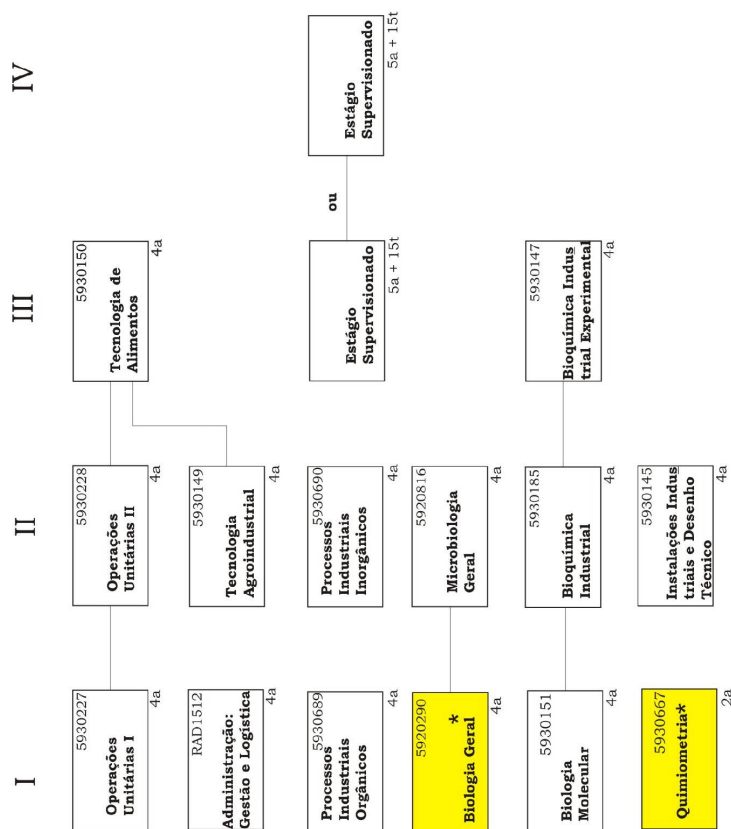 I
II
III
IV
5930227
Operações
Unitárias I
4a
5930228
Operações
Unitárias II
4a
5930150
Tecnologia de
Alimentos
4a
RAD1512
Administração:
Gestão e Logística
4a
5930149
Tecnologia
Agroindustrial
4a
5930689
Processos
Industriais
Orgânicos
4a
5930690
Processos
Industriais
Inorgânicos
4a
Estágio
Supervisionado
5a + 15t
ou
Estágio
Supervisionado
5a + 15t
5920290
*
Biologia Geral
4a
5920816
Microbiologia
Geral
4a
5930151
Biologia
Molecular
4a
5930185
Bioquímica
Industrial
4a
5930147
Bioquímica Indus
trial Experimental
4a
5930667
Quimiometria*
2a
5930145
Instalações Indus
triais e Desenho
Técnico
4a